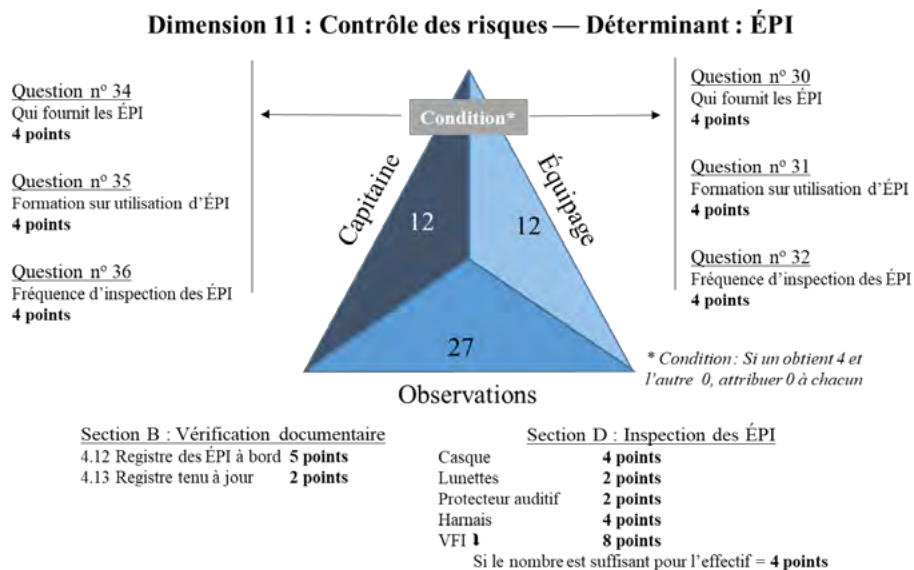 Dimension 11 : Contrôle des risques — Déterminant : ÉPI
Question nº 34
Qui fournit les ÉPI
4 points
Question nº 35
Formation sur utilisation d'ÉPI
4 points
Question nº 36
Fréquence d'inspection des ÉPI
4 points
Condition*
Capitaine
Équipage
12
12
27
Observations
Question nº 30
Qui fournit les ÉPI
4 points
Question nº 31
Formation sur utilisation d'ÉPI
4 points
Question nº 32
Fréquence d'inspection des ÉPI
4 points
* Condition : Si un obtient 4 et
l'autre 0, attribuer 0 à chacun
Section B : Vérification documentaire
4.12 Registre des ÉPI à bord 5 points
4.13 Registre tenu à jour 2 points
Section D : Inspection des ÉPI
Casque 4 points
Lunettes 2 points
Protecteur auditif 2 points
Harnais 4 points
VFI 8 points
Si le nombre est suffisant pour l'effectif = 4 points